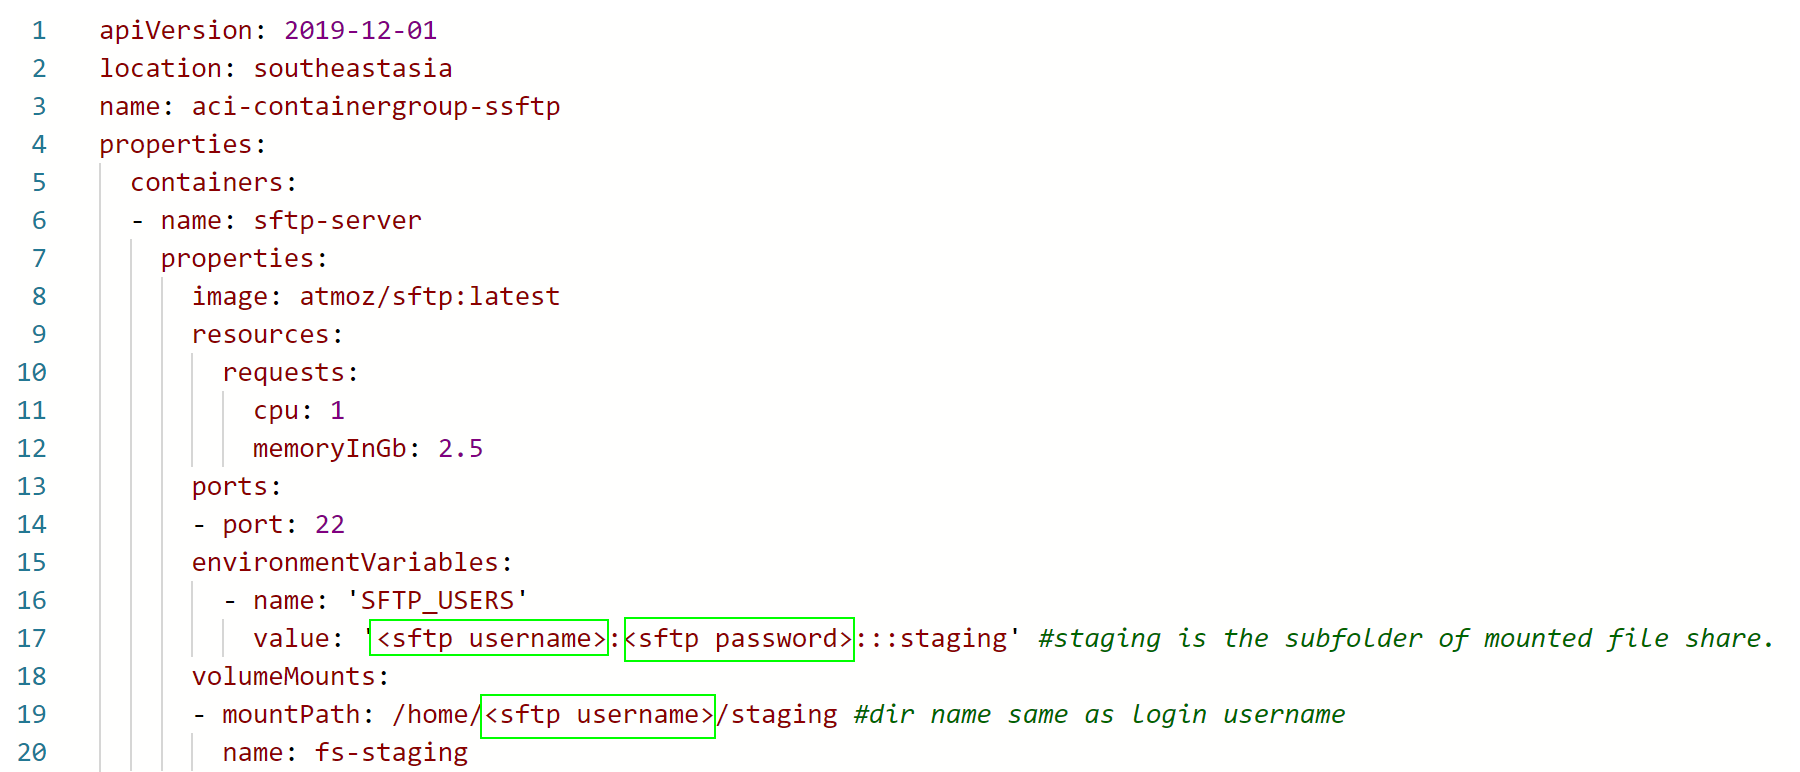 1 apiVersion: 2019-12-01
2 location: southeastasia
3 name: aci-containergroup-ssftp
4 properties:
5   containers:
6   - name: sftp-server
7     properties:
8       image: atmoz/sftp:latest
9       resources:
10         requests:
11           cpu: 1
12           memoryInGb: 2.5
13       ports:
14       - port: 22
15       environmentVariables:
16         - name: 'SFTP_USERS'
17           value: '<sftp username>:<sftp password>:::staging' #staging is the subfolder of mounted file share.
18       volumeMounts:
19       - mountPath: /home/<sftp username>/staging #dir name same as login username
20         name: fs-staging